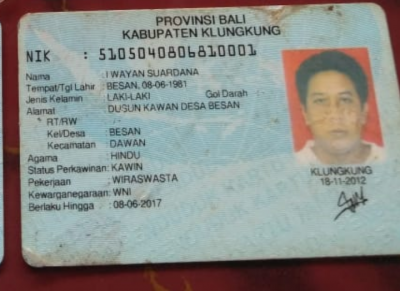 PROVINSI BALI
KABUPATEN KLUNGKUNG
NIK : 5105040806810001
Nama : I WAYAN SUARDANA
Tempat/Tgl Lahir : BESAN, 08-06-1981
Jenis Kelamin : LAKI-LAKI Gol Darah
Alamat : DUSUN KAWAN DESA BESAN
RT/RW :
Kel/Desa : BESAN
Kecamatan : DAWAN
Agama : HINDU
Status Perkawinan: KAWIN
Pekerjaan : WIRASWASTA
Kewarganegaraan: WNI
Berlaku Hingga : 08-06-2017
KLUNGKUNG
18-11-2012